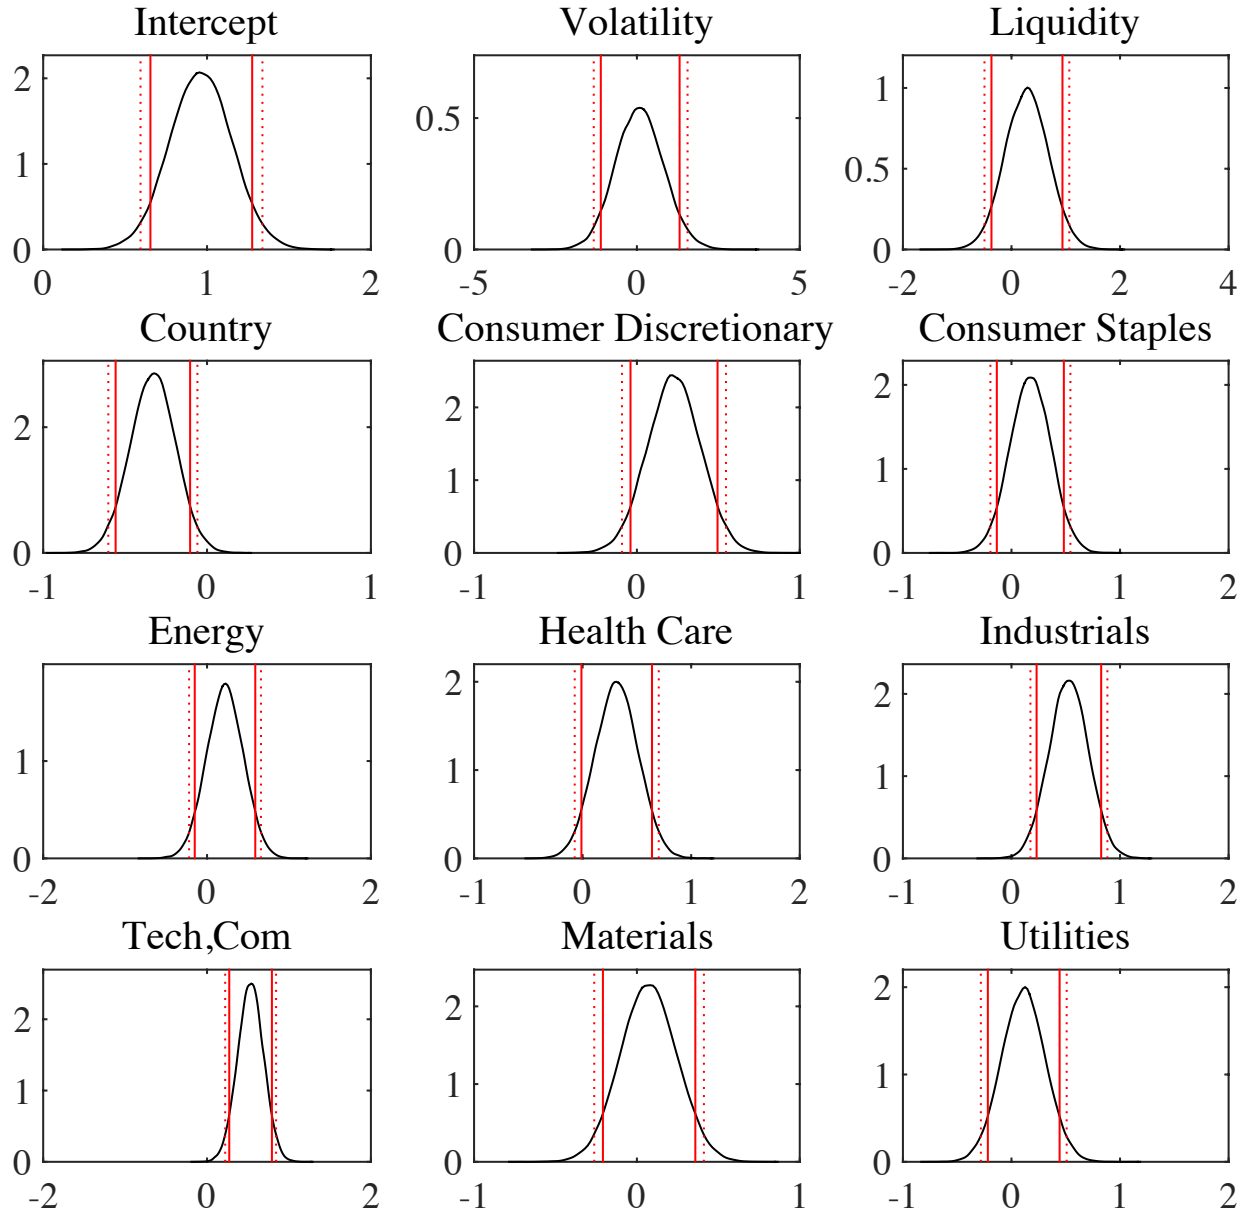 Intercept Volatility Liquidity
2 1 0 0.5 0 1 0.5 0
0 1 2 -5 0 5 -2 0 2 4
Country Consumer Discretionary Consumer Staples
2 0 2 1 0 2 1 0
-1 0 1 -1 0 1 -1 0 1 2
Energy Health Care Industrials
1 0 2 1 0 2 1 0
-2 0 2 -1 0 1 2 -1 0 1 2
Tech,Com Materials Utilities
2 1 0 2 1 0 2 1 0
-2 0 2 -1 0 1 -1 0 1 2